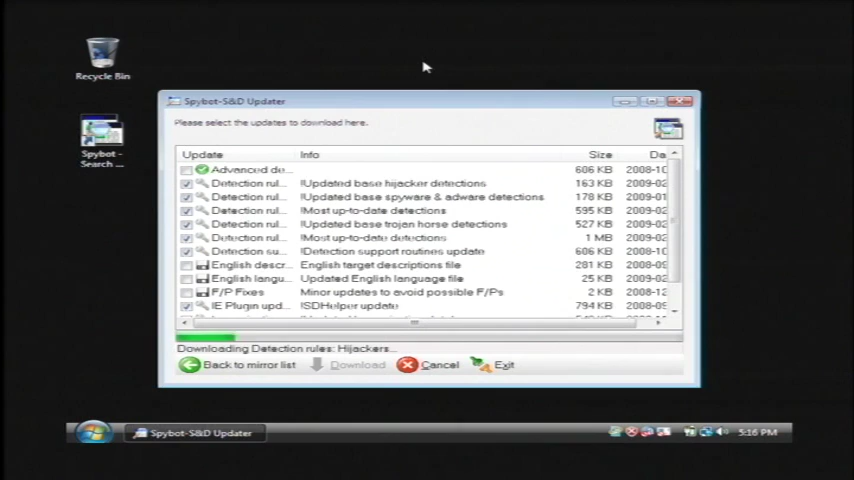 Recycle Bin
Spybot -
Search ...
Spybot-S&D Updater
Please select the updates to download here.
Update Info Size Da
Advanced de... 606 KB 2008-10
Detection rul... !Updated base hijacker detections 163 KB 2009-02
Detection rul... !Updated base spyware & adware detections 178 KB 2009-01
Detection rul... !Most up-to-date detections 595 KB 2009-02
Detection rul... !Updated base trojan horse detections 527 KB 2009-02
Detection rul... !Most up-to-date detections 1 MB 2009-02
Detection su... !Detection support routines update 606 KB 2008-10
English descr... English target descriptions file 281 KB 2008-09
English langu... Updated English language file 25 KB 2008-09
F/P Fixes Minor updates to avoid possible F/Ps 2 KB 2008-12
IE Plugin upd... !SDHelper update 794 KB 2008-09
Downloading Detection rules: Hijackers...
Back to mirror list Download Cancel Exit
Spybot-S&D Updater 5:16 PM